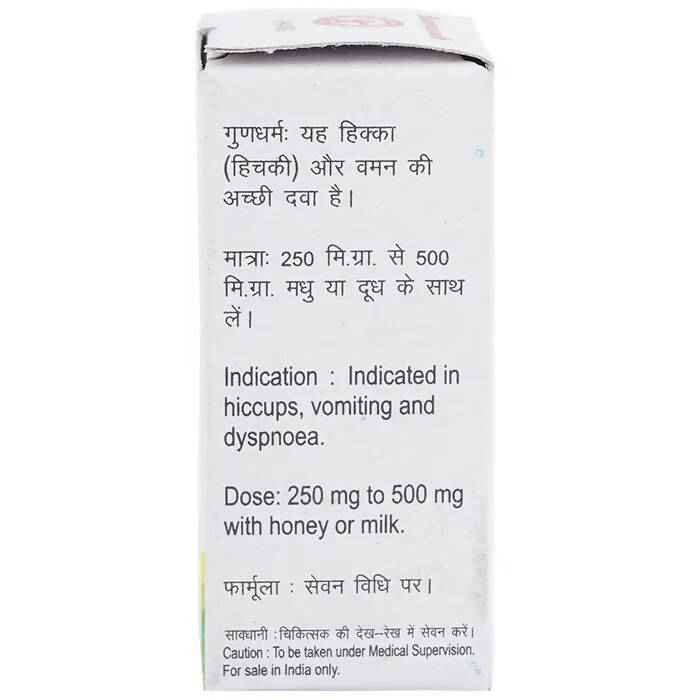 गुणधर्मः यह हिक्का
(हिचकी) और वमन की
अच्छी दवा है।
मात्राः 250 मि.ग्रा. से 500
मि.ग्रा. मधु या दूध के साथ
लें।
Indication : Indicated in
hiccups, vomiting and
dyspnoea.
Dose: 250 mg to 500 mg
with honey or milk.
फार्मूला : सेवन विधि पर।
सावधानी :चिकित्सक की देख–रेख में सेवन करें।
Caution : To be taken under Medical Supervision.
For sale in India only.